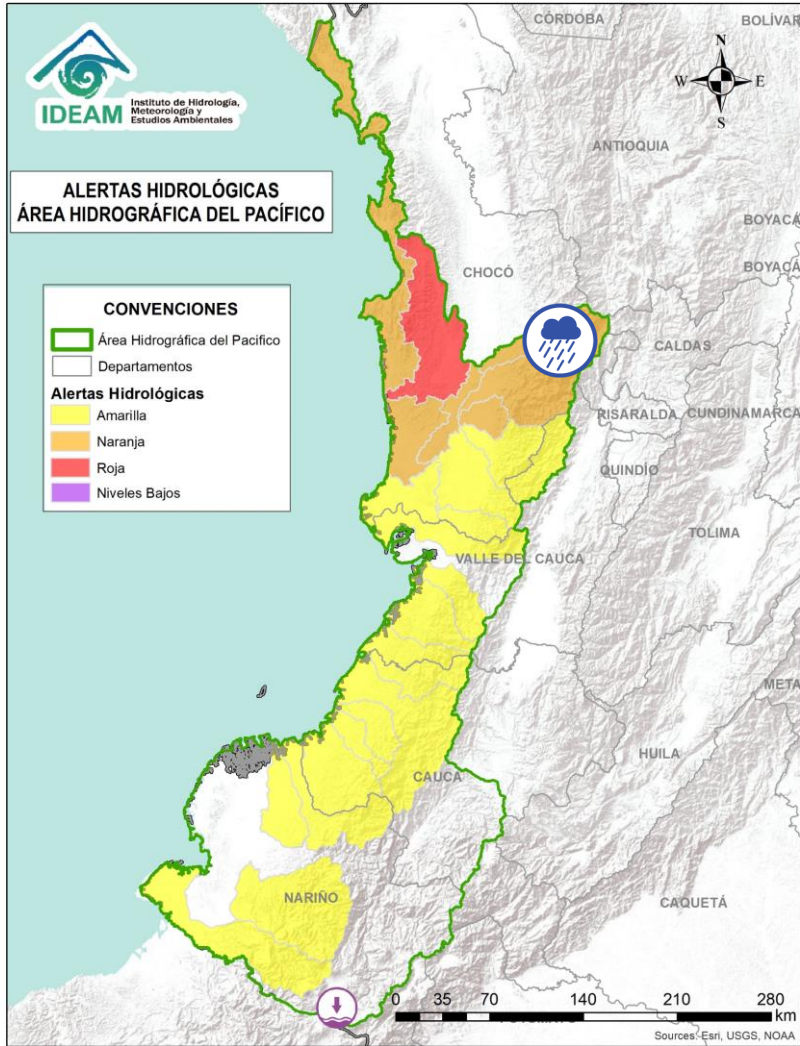 IDEAM
Instituto de Hidrología,
Meteorología y
Estudios Ambientales
CÓRDOBA
BOLÍVAR
N
W
E
S
ANTIOQUIA
ALERTAS HIDROLÓGICAS
ÁREA HIDROGRÁFICA DEL PACÍFICO
BOYACÁ
BOYACÁ
CHOCÓ
CONVENCIONES
Área Hidrográfica del Pacifico
Departamentos
Alertas Hidrológicas
Amarilla
Naranja
Roja
Niveles Bajos
CALDAS
RISARALDA
CUNDINAMARCA
QUINDÍO
TOLIMA
VALLE DEL CAUCA
META
HUILA
CAUCA
NARIÑO
CAQUETÁ
0 35 70 140 210 280
km
Sources: Esri, USGS, NOAA